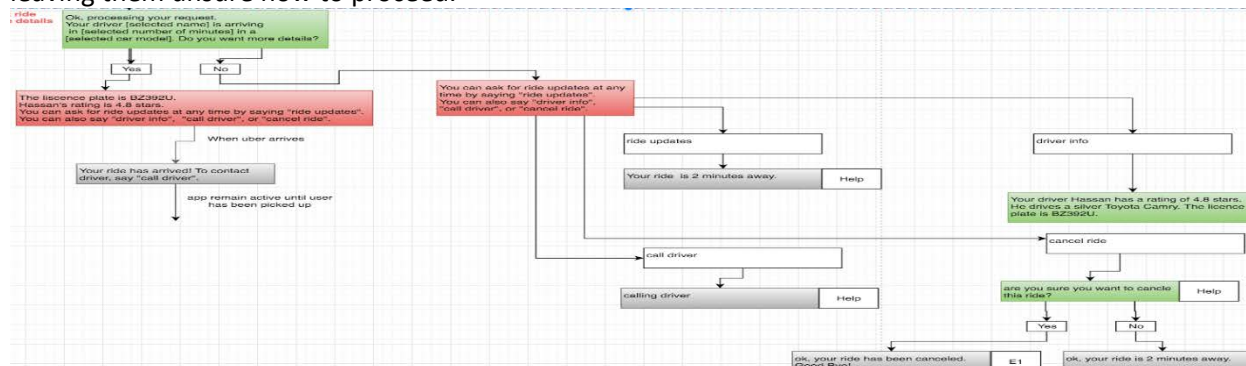 leaving them unsure how to proceed.
ride
details
Ok, processing your request.
Your driver [selected name] is arriving
in [selected number of minutes] in a
[selected car model]. Do you want more details?
Yes
No
The liscence plate is BZ392U.
Hassan's rating is 4.8 stars.
You can ask for ride updates at any time by saying "ride updates".
You can also say "driver info", "call driver", or "cancel ride".
When uber arrives
Your ride has arrived! To contact
driver, say "call driver".
app remain active until user
has been picked up
You can ask for ride updates at any
time by saying "ride updates".
You can also say "driver info",
"call driver", or "cancel ride".
ride updates
Your ride is 2 minutes away.
Help
driver info
Your driver Hassan has a rating of 4.8 stars.
He drives a silver Toyota Camry. The licence
plate is BZ392U.
call driver
calling driver
Help
cancel ride
are you sure you want to cancle
this ride?
Help
Yes
No
ok, your ride has been canceled.
Good Bye!
E1
ok, your ride is 2 minutes away.